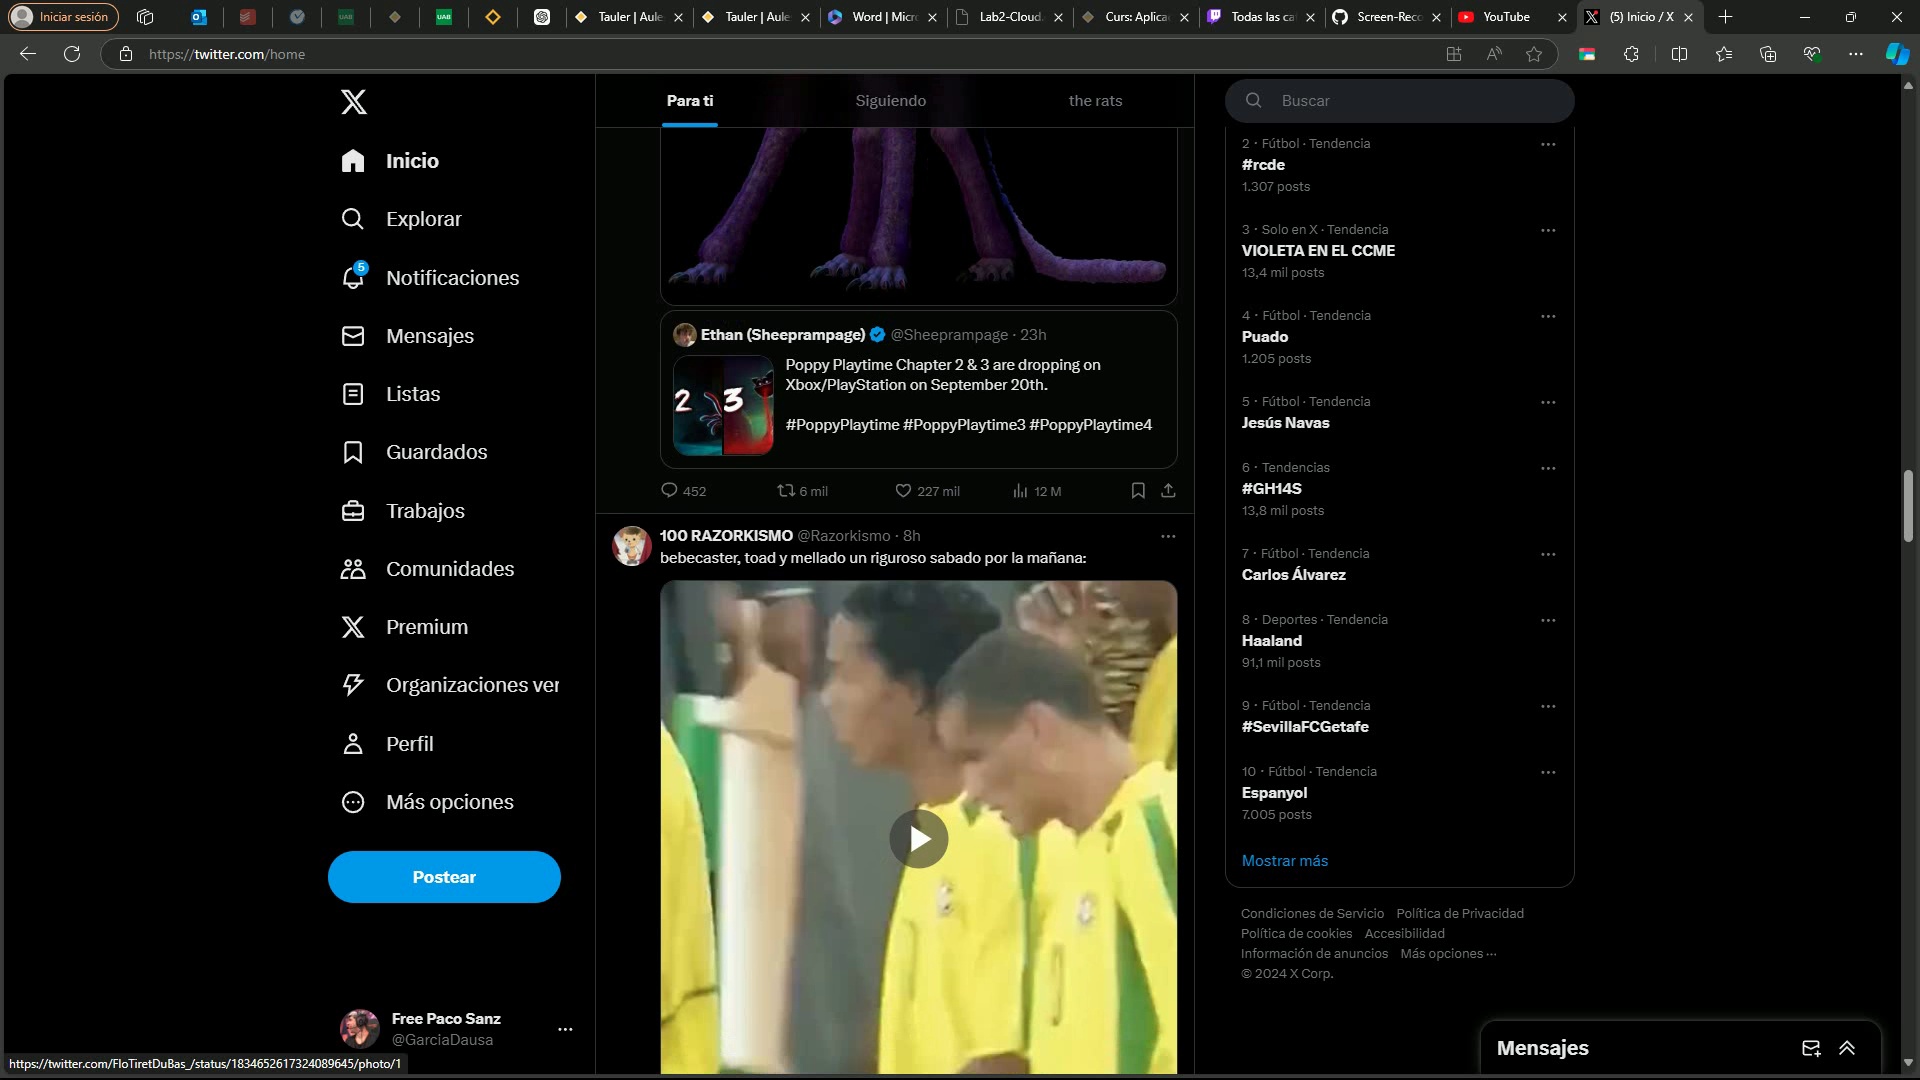 Iniciar sesión
Tauler | Aule
Tauler | Aule
Word | Micr
Lab2-Cloud.
Curs: Aplica
Todas las ca
Screen-Reco
YouTube
(5) Inicio / X
https://twitter.com/home
Inicio
Explorar
5
Notificaciones
Mensajes
Listas
Guardados
Trabajos
Comunidades
Premium
Organizaciones ver
Perfil
Más opciones
Postear
Free Paco Sanz
@GarciaDausa
https://twitter.com/FloTiretDuBas_/status/1834652617324089645/photo/1
Para ti
Siguiendo
the rats
Ethan (Sheeprampage) @Sheeprampage · 23h
2 3
Poppy Playtime Chapter 2 & 3 are dropping on
Xbox/PlayStation on September 20th.
#PoppyPlaytime #PoppyPlaytime3 #PoppyPlaytime4
452
6 mil
227 mil
12 M
100 RAZORKISMO @Razorkismo · 8h
bebecaster, toad y mellado un riguroso sabado por la mañana:
Buscar
2 · Fútbol · Tendencia
#rcde
1.307 posts
3 · Solo en X · Tendencia
VIOLETA EN EL CCME
13,4 mil posts
4 · Fútbol · Tendencia
Puado
1.205 posts
5 · Fútbol · Tendencia
Jesús Navas
6 · Tendencias
#GH14S
13,8 mil posts
7 · Fútbol · Tendencia
Carlos Álvarez
8 · Deportes · Tendencia
Haaland
91,1 mil posts
9 · Fútbol · Tendencia
#SevillaFCGetafe
10 · Fútbol · Tendencia
Espanyol
7.005 posts
Mostrar más
Condiciones de Servicio Política de Privacidad
Política de cookies Accesibilidad
Información de anuncios Más opciones ···
© 2024 X Corp.
Mensajes